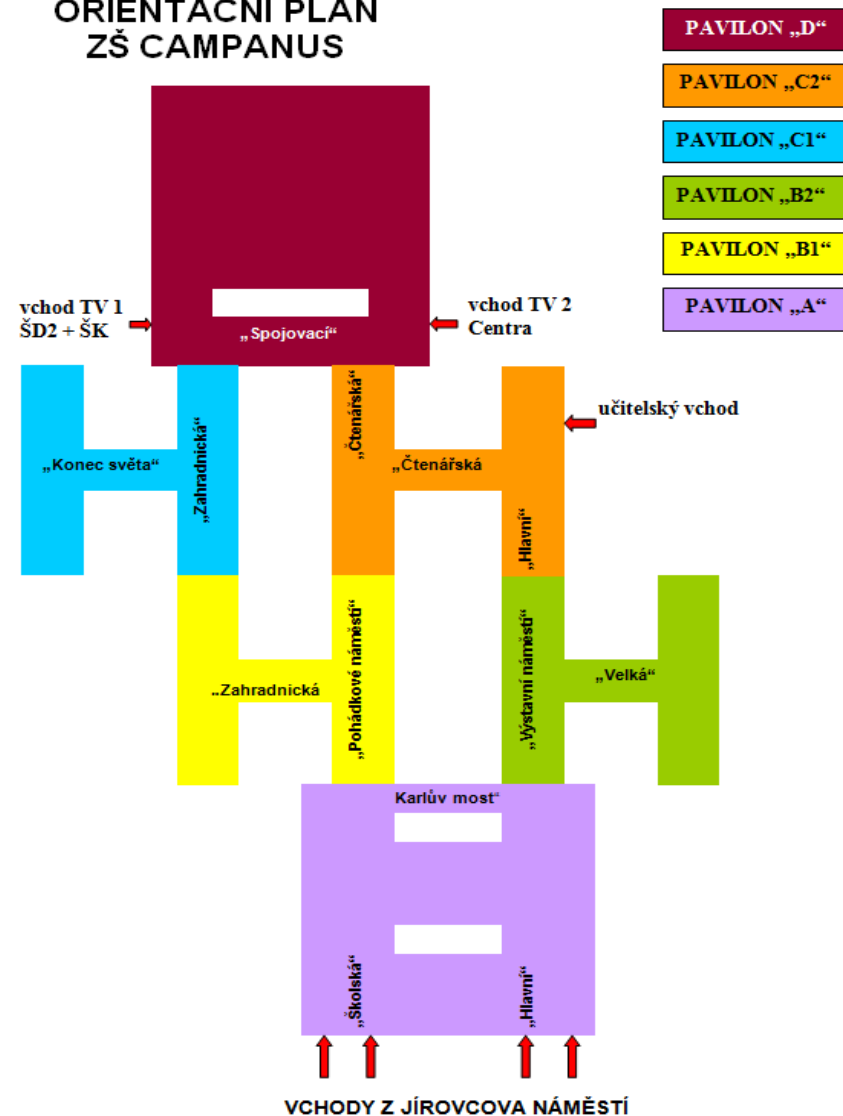 ORIENTAČNÍ PLÁN
ZŠ CAMPANUS
PAVILON „D“
PAVILON „C2“
PAVILON „C1“
PAVILON „B2“
PAVILON „B1“
PAVILON „A“
vchod TV 1
ŠD2 + ŠK
„Spojovací“
vchod TV 2
Centra
učitelský vchod
„Konec světa“
„Zahradnická“
„Čtenářská“
„Čtenářská
„Hlavní“
„Zahradnická
„Pohádkové náměstí“
„Výstavní náměstí“
„Velká“
Karlův most“
„Školská“
„Hlavní“
VCHODY Z JÍROVCOVA NÁMĚSTÍ